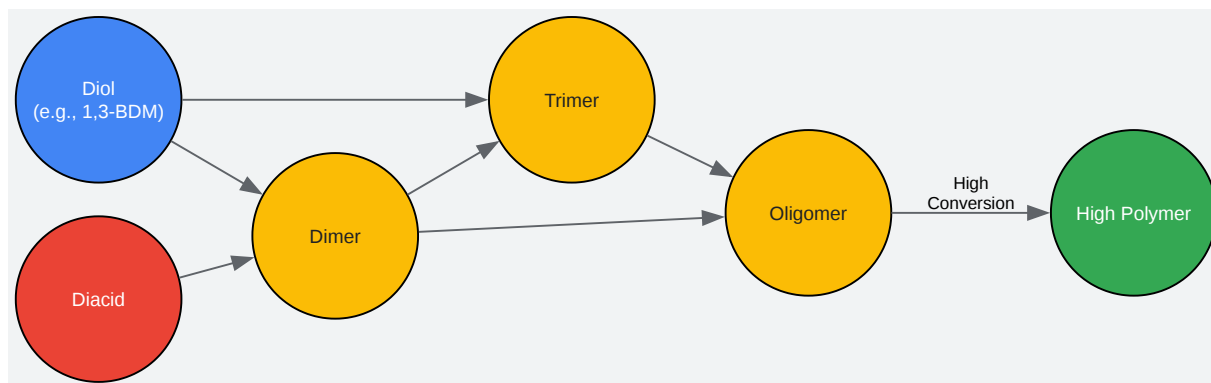 Diol
(e.g., 1,3-BDM)
Trimer
Dimer
Diacid
Oligomer
High
Conversion
High Polymer